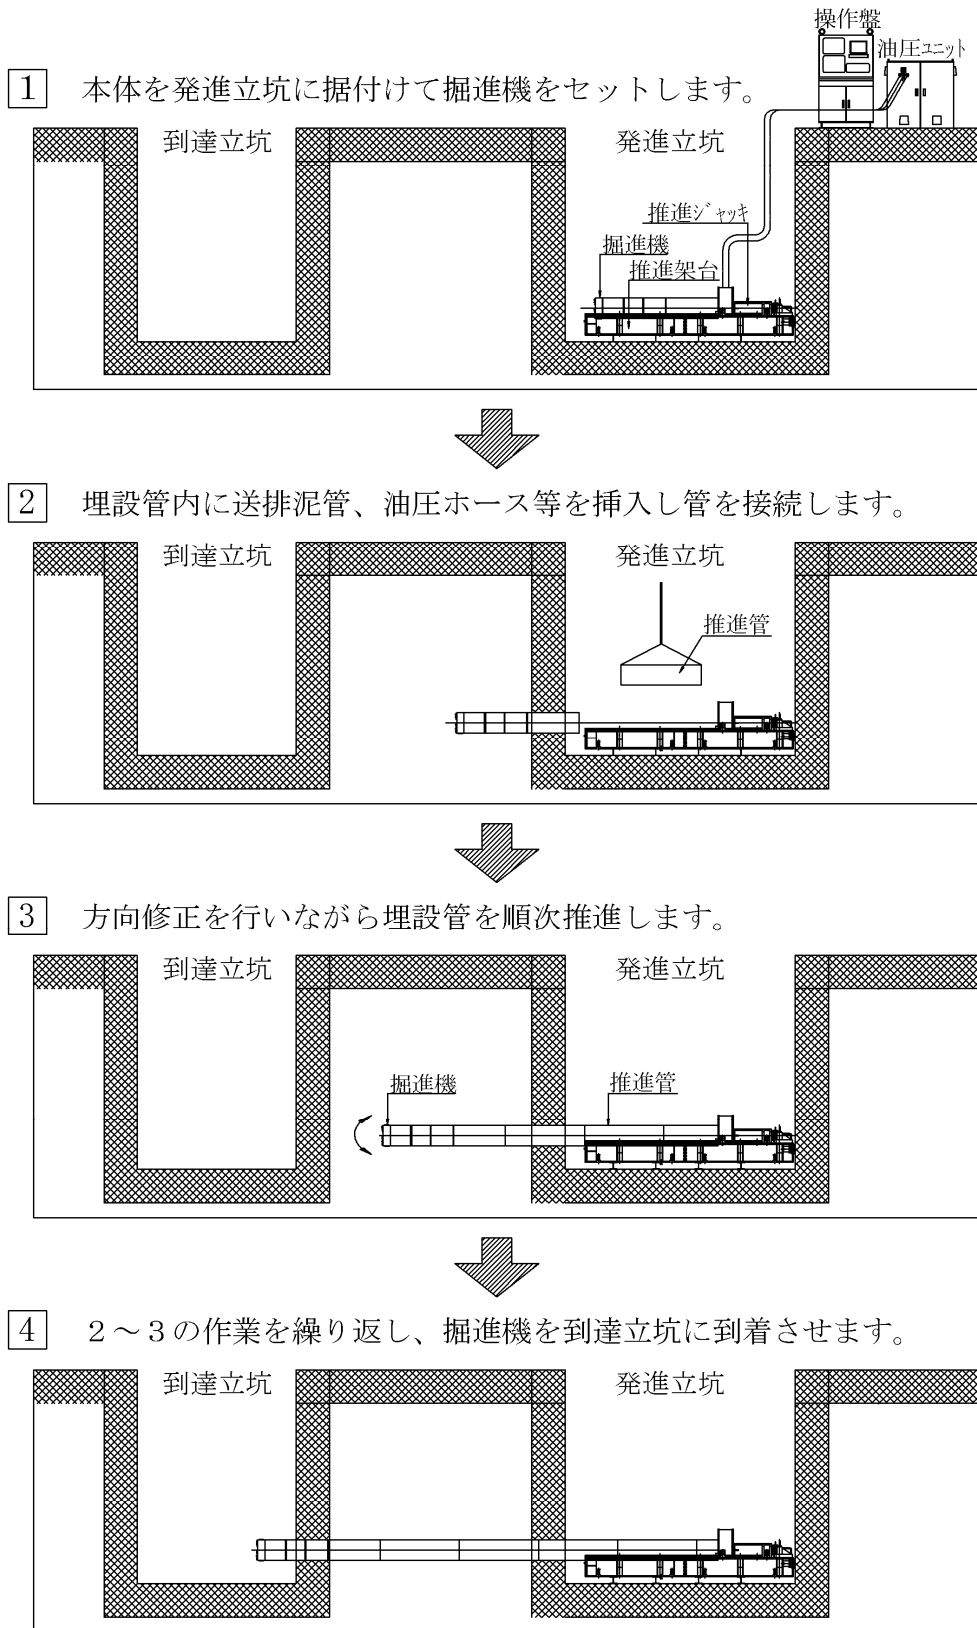 操作盤
油圧ユニット
1 本体を発進立坑に据付けて掘進機をセットします。
到達立坑
発進立坑
推進ジャッキ
掘進機
推進架台
2 埋設管内に送排泥管、油圧ホース等を挿入し管を接続します。
到達立坑
発進立坑
推進管
3 方向修正を行いながら埋設管を順次推進します。
到達立坑
発進立坑
掘進機
推進管
4 ２～３の作業を繰り返し、掘進機を到達立坑に到着させます。
到達立坑
発進立坑